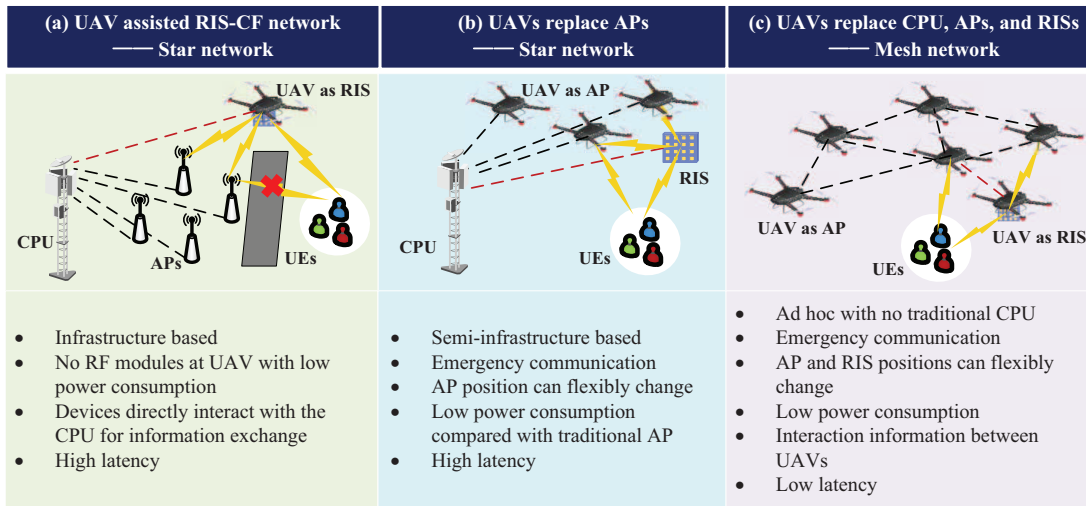 (a) UAV assisted RIS-CF network
—— Star network
UAV as RIS
CPU
APs
UEs
• Infrastructure based
• No RF modules at UAV with low
power consumption
• Devices directly interact with the
CPU for information exchange
• High latency
(b) UAVs replace APs
—— Star network
UAV as AP
RIS
CPU
UEs
• Semi-infrastructure based
• Emergency communication
• AP position can flexibly change
• Low power consumption
compared with traditional AP
• High latency
(c) UAVs replace CPU, APs, and RISs
—— Mesh network
UAV as AP
UAV as RIS
UEs
• Ad hoc with no traditional CPU
• Emergency communication
• AP and RIS positions can flexibly
change
• Low power consumption
• Interaction information between
UAVs
• Low latency